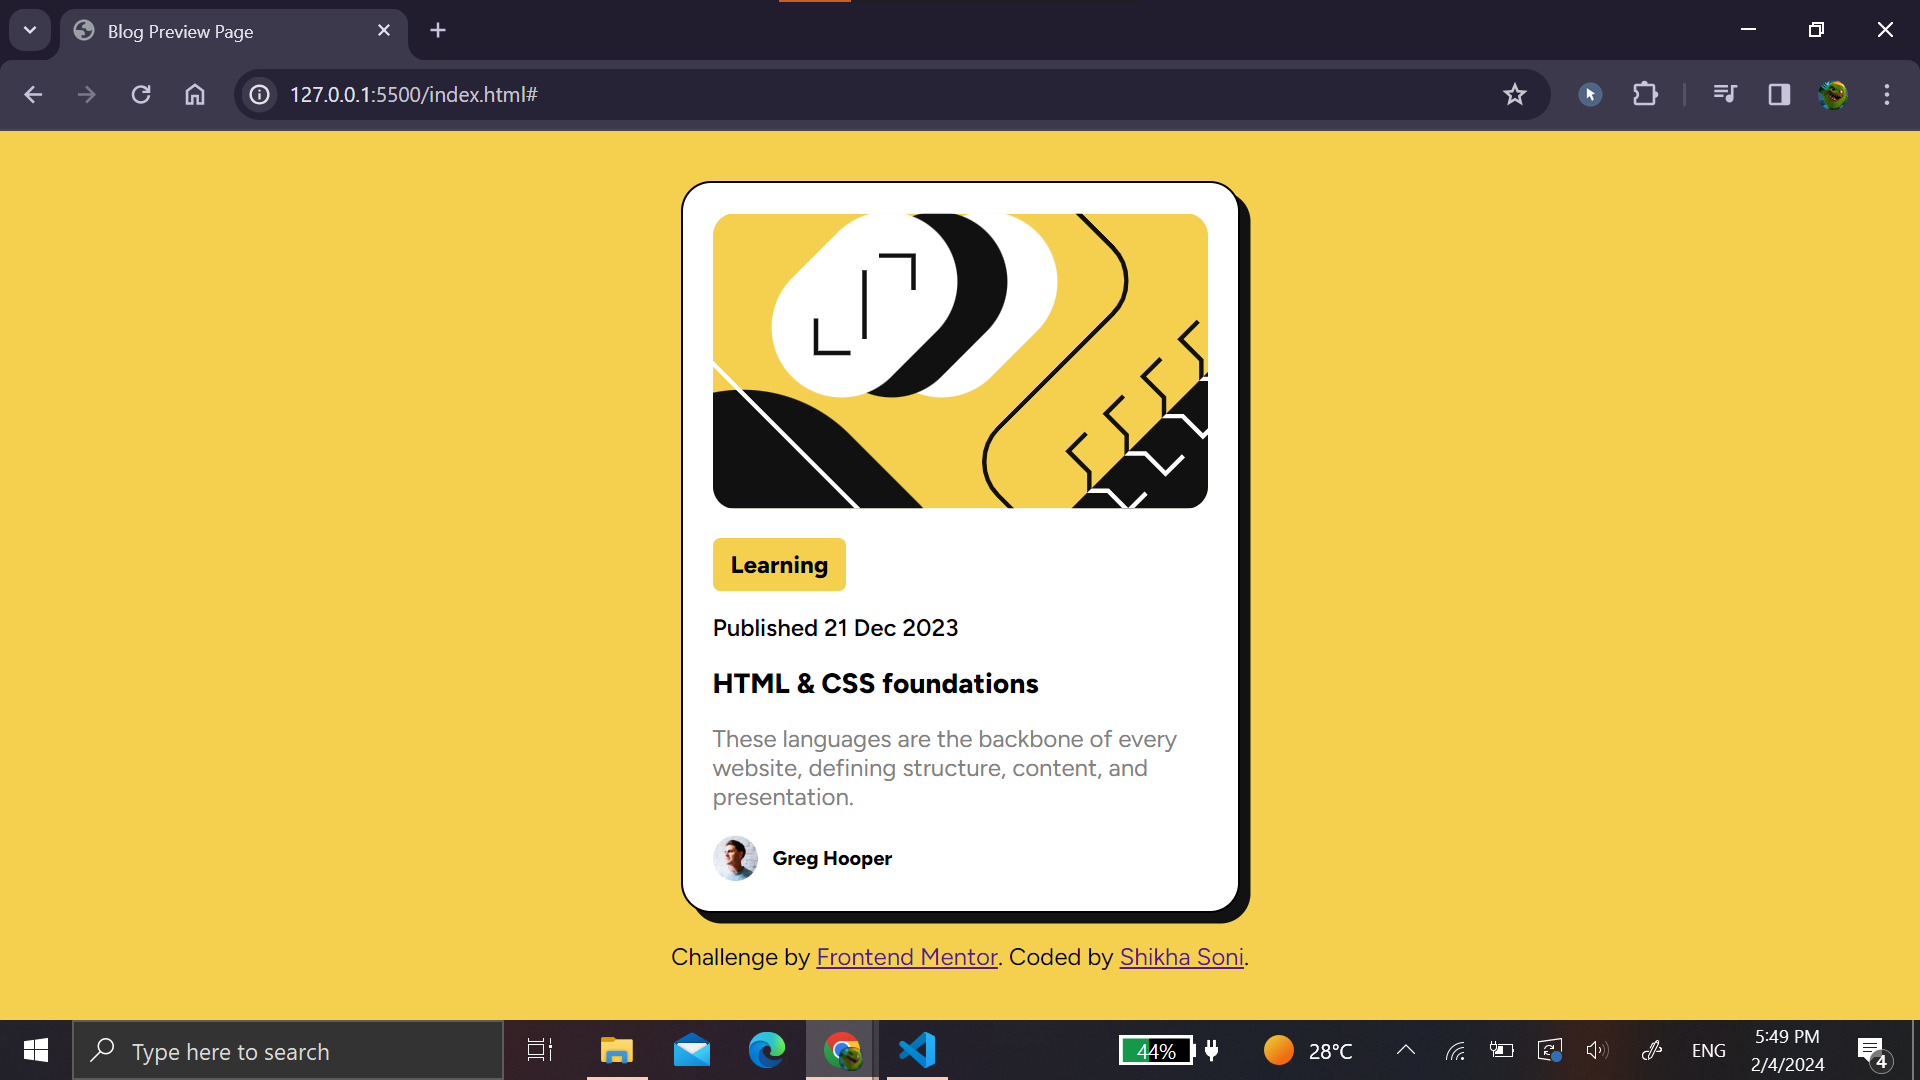 Blog Preview Page
127.0.0.1:5500/index.html#
Learning
Published 21 Dec 2023
HTML & CSS foundations
These languages are the backbone of every
website, defining structure, content, and
presentation.
Greg Hooper
Challenge by Frontend Mentor. Coded by Shikha Soni.
Type here to search
44%
28°C
ENG
5:49 PM
2/4/2024
4